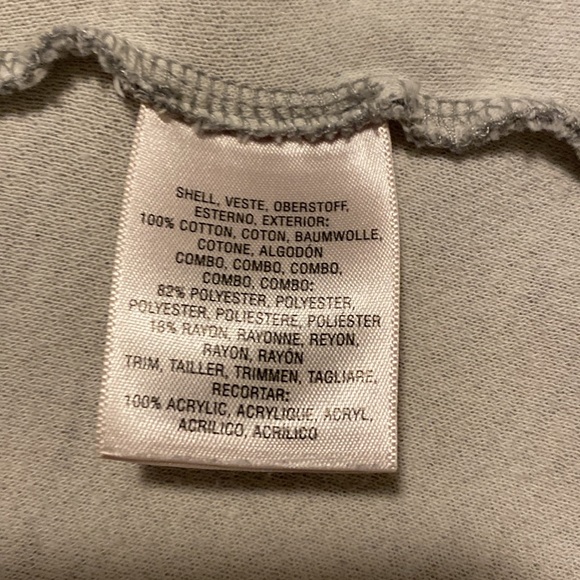 SHELL, VESTE, OBERSTOFF,
ESTERNO, EXTERIOR:
100% COTTON, COTON, BAUMWOLLE,
COTONE, ALGODÓN
COMBO, COMBO, COMBO,
COMBO, COMBO:
82% POLYESTER, POLYESTER,
POLYESTER, POLIESTERE, POLIÉSTER
18% RAYON, RAYONNE, REYON,
RAYON, RAYÓN
TRIM, TAILLER, TRIMMEN, TAGLIARE,
RECORTAR:
100% ACRYLIC, ACRYLIQUE, ACRYL,
ACRILICO, ACRÍLICO